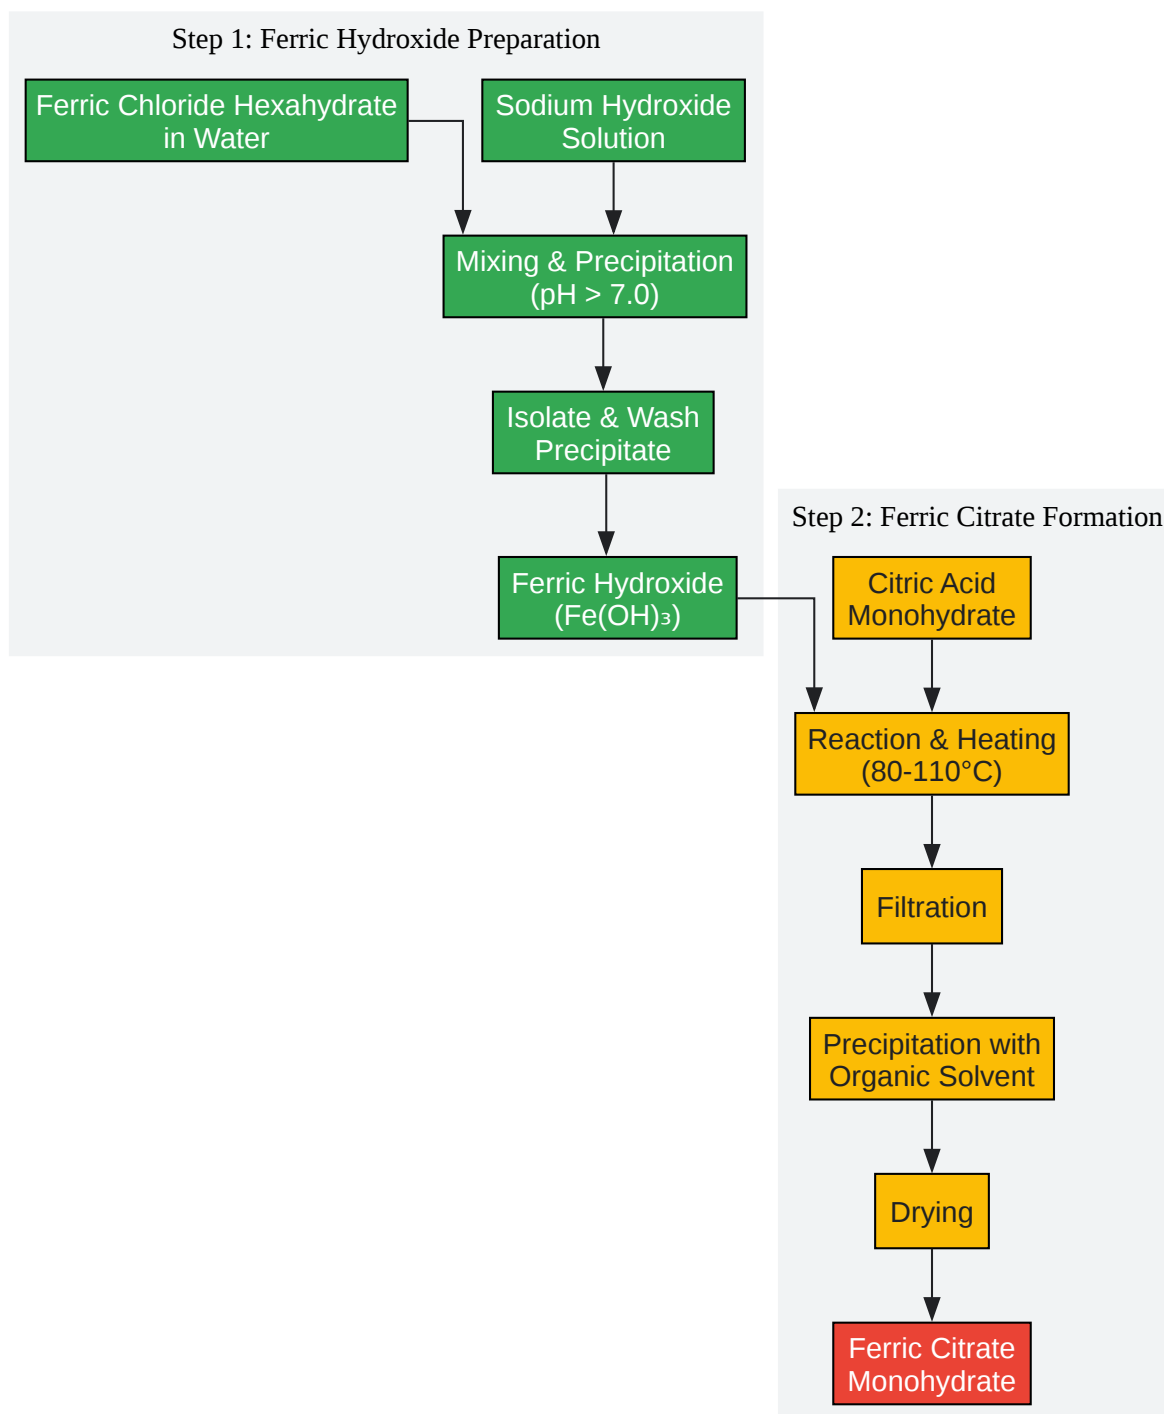 Step 1: Ferric Hydroxide Preparation
Ferric Chloride Hexahydrate
in Water
Sodium Hydroxide
Solution
Mixing & Precipitation
(pH > 7.0)
Isolate & Wash
Precipitate
Ferric Hydroxide
(Fe(OH)₃)
Step 2: Ferric Citrate Formation
Citric Acid
Monohydrate
Reaction & Heating
(80-110°C)
Filtration
Precipitation with
Organic Solvent
Drying
Ferric Citrate
Monohydrate